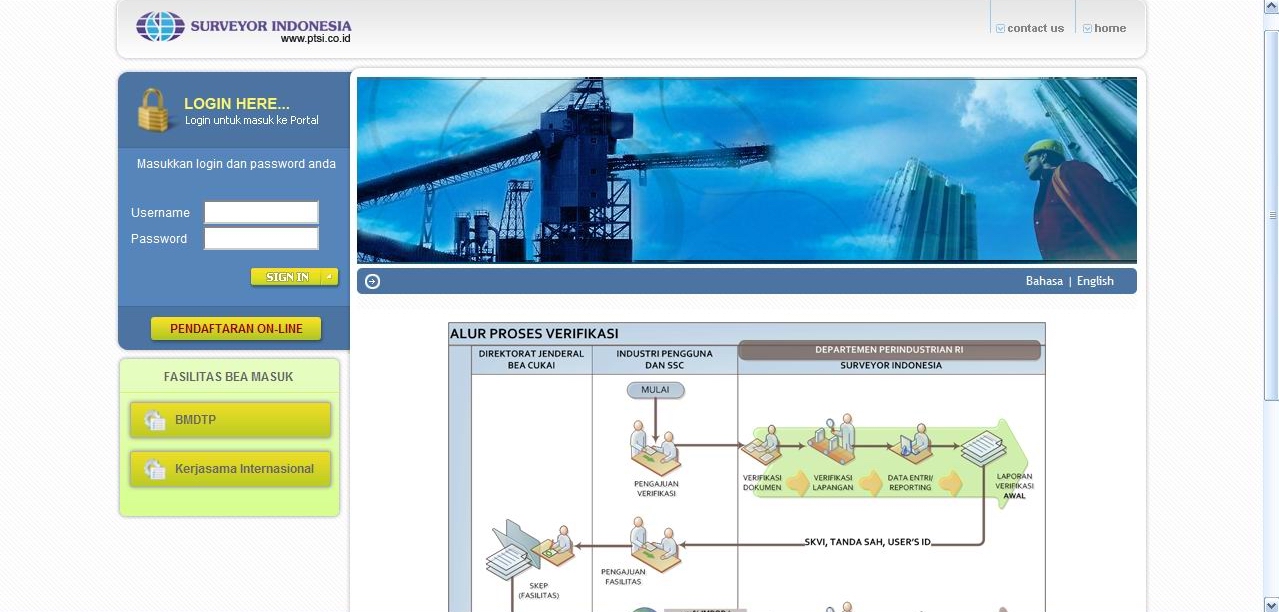 SURVEYOR INDONESIA
www.ptsi.co.id
contact us
home
LOGIN HERE...
Login untuk masuk ke Portal
Masukkan login dan password anda
Username
Password
SIGN IN
PENDAFTARAN ON-LINE
FASILITAS BEA MASUK
BMDTP
Kerjasama Internasional
Bahasa | English
ALUR PROSES VERIFIKASI
DIREKTORAT JENDERAL
BEA CUKAI
INDUSTRI PENGGUNA
DAN SSC
DEPARTEMEN PERINDUSTRIAN RI
SURVEYOR INDONESIA
MULAI
PENGAJUAN
VERIFIKASI
VERIFIKASI
DOKUMEN
VERIFIKASI
LAPANGAN
DATA ENTRI/
REPORTING
LAPORAN
VERIFIKASI
AWAL
SKVI, TANDA SAH, USER'S ID
PENGAJUAN
FASILITAS
SKEP
(FASILITAS)